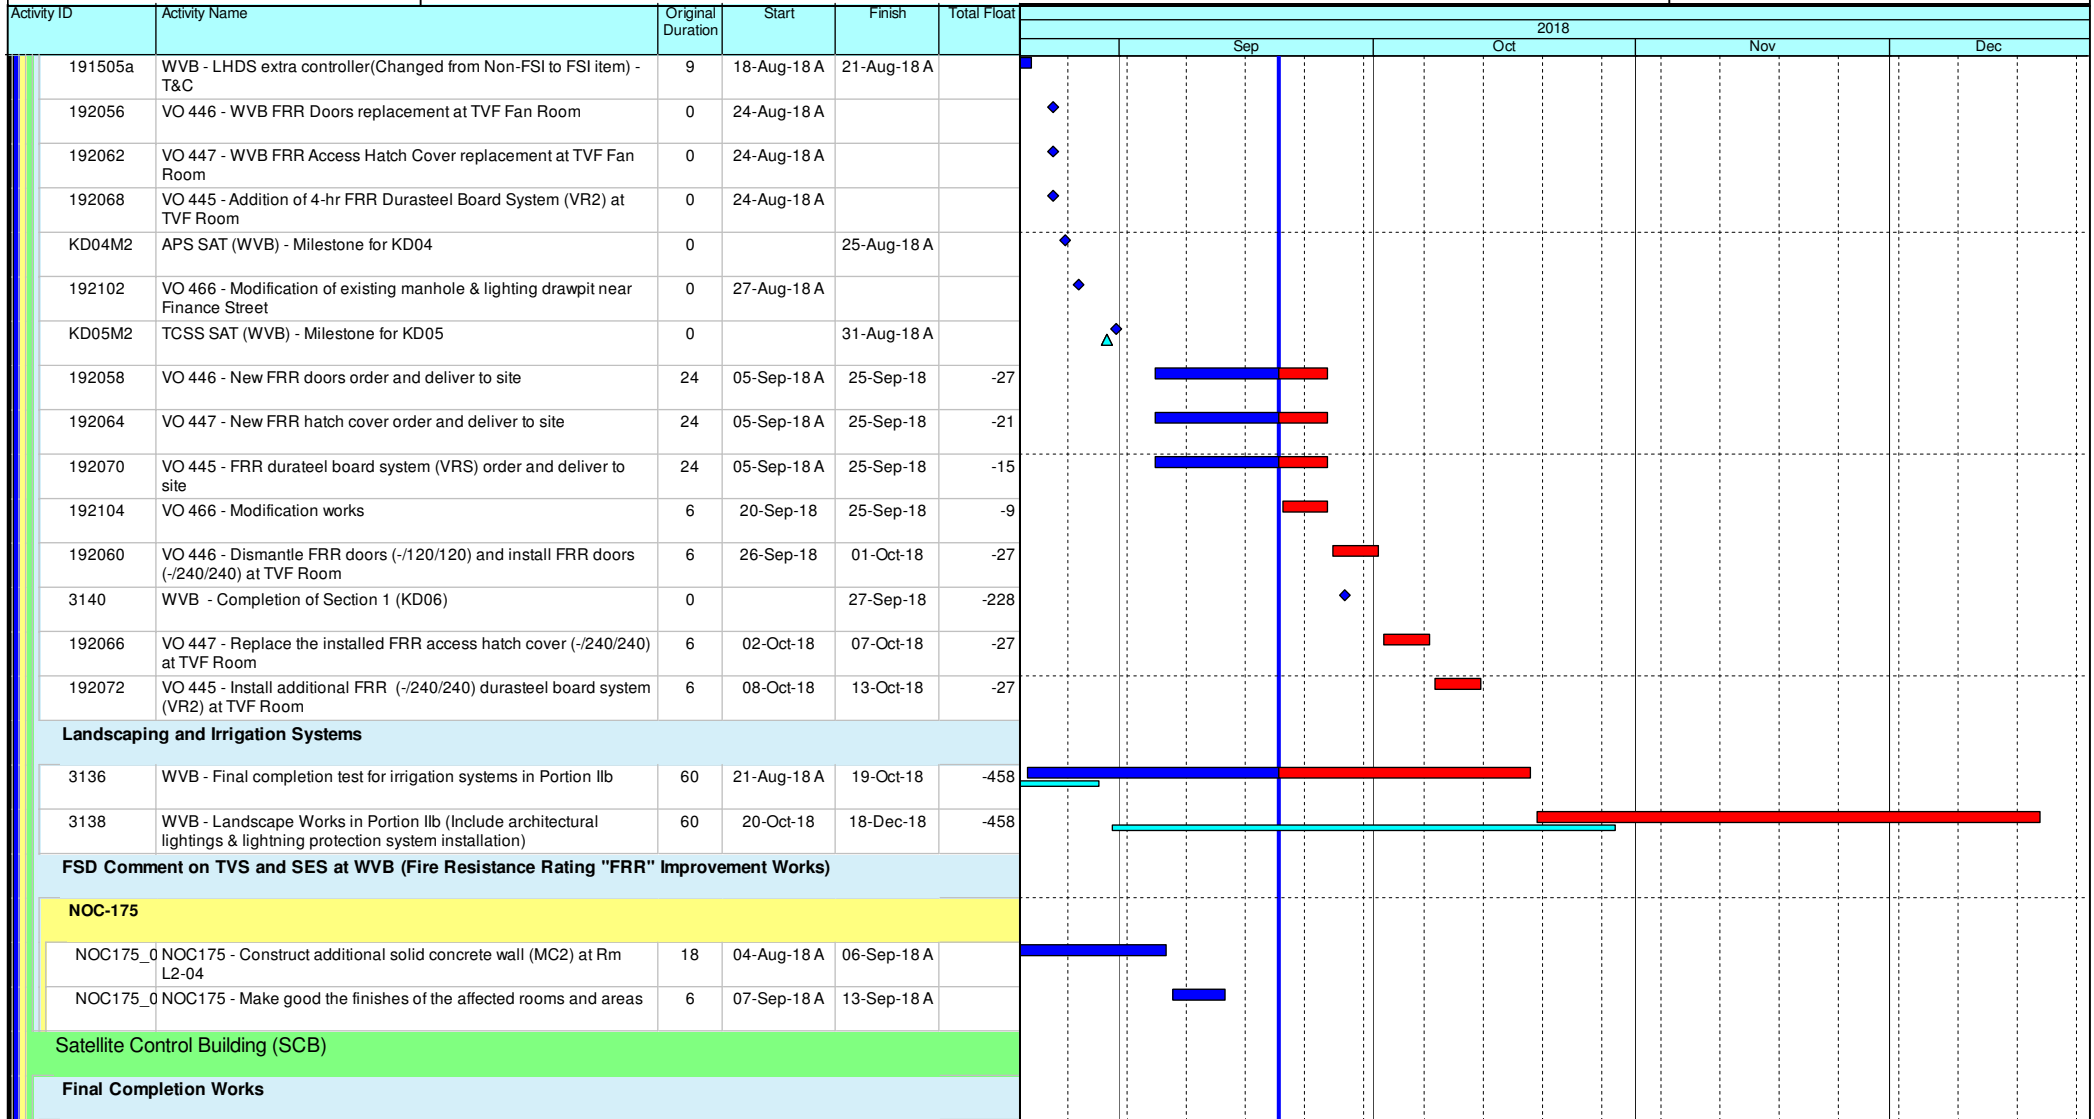 Activity ID Activity Name Original Start Finish Total Float
Duration
2018
Sep Oct Nov Dec
191505a WVB - LHDS extra controller(Changed from Non-FSI to FSI item) - 9 18-Aug-18 A 21-Aug-18 A
T&C
192056 VO 446 - WVB FRR Doors replacement at TVF Fan Room 0 24-Aug-18 A
192062 VO 447 - WVB FRR Access Hatch Cover replacement at TVF Fan 0 24-Aug-18 A
Room
192068 VO 445 - Addition of 4-hr FRR Durasteel Board System (VR2) at 0 24-Aug-18 A
TVF Room
KD04M2 APS SAT (WVB) - Milestone for KD04 0 25-Aug-18 A
192102 VO 466 - Modification of existing manhole & lighting drawpit near 0 27-Aug-18 A
Finance Street
KD05M2 TCSS SAT (WVB) - Milestone for KD05 0 31-Aug-18 A
192058 VO 446 - New FRR doors order and deliver to site 24 05-Sep-18 A 25-Sep-18 -27
192064 VO 447 - New FRR hatch cover order and deliver to site 24 05-Sep-18 A 25-Sep-18 -21
192070 VO 445 - FRR durateel board system (VRS) order and deliver to 24 05-Sep-18 A 25-Sep-18 -15
site
192104 VO 466 - Modification works 6 20-Sep-18 25-Sep-18 -9
192060 VO 446 - Dismantle FRR doors (-/120/120) and install FRR doors 6 26-Sep-18 01-Oct-18 -27
(-/240/240) at TVF Room
3140 WVB - Completion of Section 1 (KD06) 0 27-Sep-18 -228
192066 VO 447 - Replace the installed FRR access hatch cover (-/240/240) 6 02-Oct-18 07-Oct-18 -27
at TVF Room
192072 VO 445 - Install additional FRR (-/240/240) durasteel board system 6 08-Oct-18 13-Oct-18 -27
(VR2) at TVF Room
Landscaping and Irrigation Systems
3136 WVB - Final completion test for irrigation systems in Portion IIb 60 21-Aug-18 A 19-Oct-18 -458
3138 WVB - Landscape Works in Portion IIb (Include architectural 60 20-Oct-18 18-Dec-18 -458
lightings & lightning protection system installation)
FSD Comment on TVS and SES at WVB (Fire Resistance Rating "FRR" Improvement Works)
NOC-175
NOC175_0 NOC175 - Construct additional solid concrete wall (MC2) at Rm 18 04-Aug-18 A 06-Sep-18 A
L2-04
NOC175_0 NOC175 - Make good the finishes of the affected rooms and areas 6 07-Sep-18 A 13-Sep-18 A
Satellite Control Building (SCB)
Final Completion Works